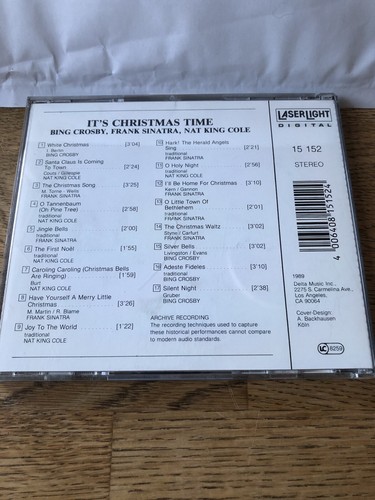 IT'S CHRISTMAS TIME
BING CROSBY, FRANK SINATRA, NAT KING COLE
1 White Christmas [3'04]
I. Berlin
BING CROSBY
2 Santa Claus Is Coming
To Town [2'24]
Coots / Gillespie
NAT KING COLE
3 The Christmas Song [3'25]
M. Torme - Wells
FRANK SINATRA
4 O Tannenbaum
(Oh Pine Tree) [2'58]
traditional
NAT KING COLE
5 Jingle Bells [2'00]
traditional
FRANK SINATRA
6 The First Noël [1'55]
traditional
NAT KING COLE
7 Caroling Caroling (Christmas Bells
Are Ringing) [1'59]
Burt
NAT KING COLE
8 Have Yourself A Merry Little
Christmas [3'26]
M. Martin / R. Blame
FRANK SINATRA
9 Joy To The World [1'22]
traditional
NAT KING COLE
10 Hark! The Herald Angels
Sing [2'21]
traditional
FRANK SINATRA
11 O Holy Night [2'56]
traditional
NAT KING COLE
12 I'll Be Home For Christmas [3'10]
Kent / Gannon
FRANK SINATRA
13 O Little Town Of
Bethlehem [2'01]
traditional
FRANK SINATRA
14 The Christmas Waltz [3'02]
Styne / Cahn
FRANK SINATRA
15 Silver Bells [3'02]
Livingston / Evans
BING CROSBY
16 Adeste Fideles [3'10]
traditional
BING CROSBY
17 Silent Night [2'38]
Gruber
BING CROSBY
ARCHIVE RECORDING
The recording techniques used to capture
these historical performances cannot compare
to modern audio standards.
LASERLIGHT
DIGITAL
15 152
STEREO
4 006408 151524
1989
Delta Music Inc.,
2275 S. Carmelina Ave.,
Los Angeles,
CA 90064
Cover Design:
A. Backhausen
Köln
LC 8259